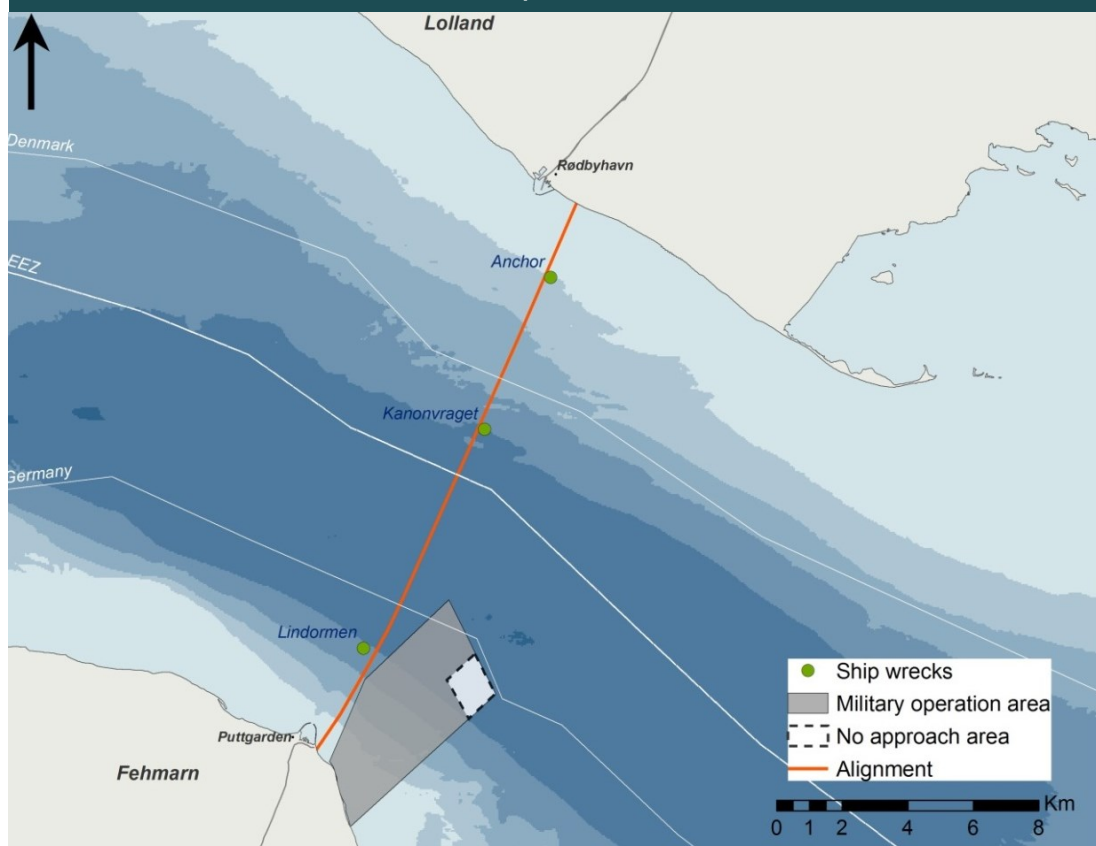 Lolland
Denmark
Rødbyhavn
EEZ
Anchor
Kanonvraget
Germany
Lindormen
Puttgarden
Fehmarn
Ship wrecks
Military operation area
No approach area
Alignment
Km
0 1 2 4 6 8